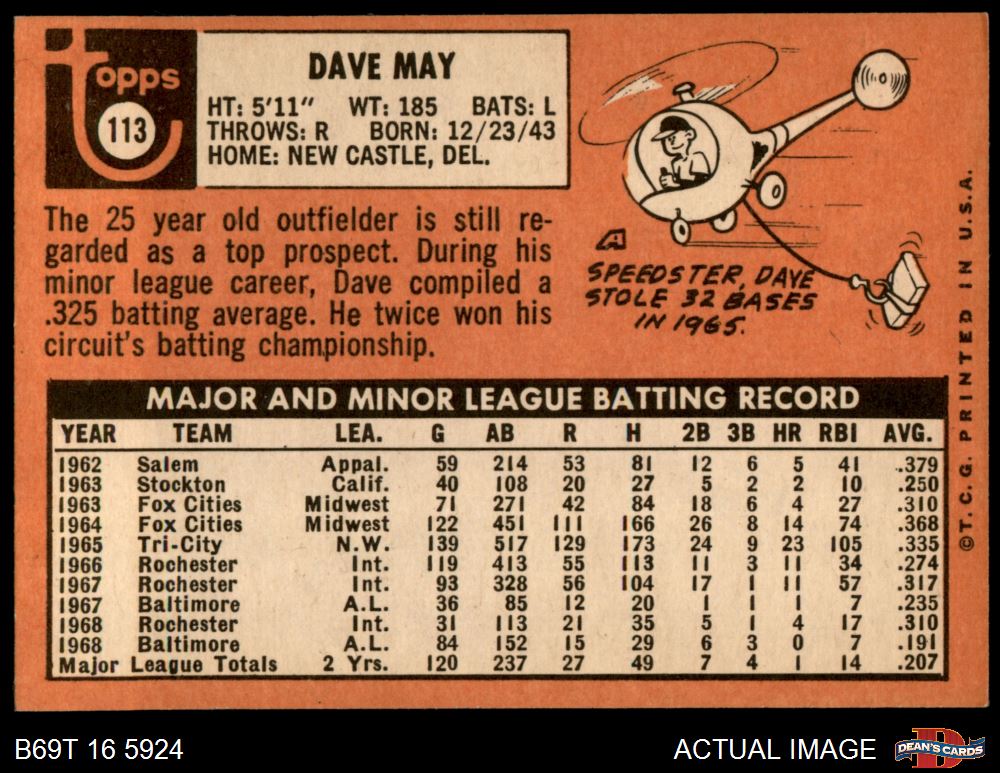 topps
113
DAVE MAY
HT: 5'11" WT: 185 BATS: L
THROWS: R BORN: 12/23/43
HOME: NEW CASTLE, DEL.
The 25 year old outfielder is still re-
garded as a top prospect. During his
minor league career, Dave compiled a
.325 batting average. He twice won his
circuit's batting championship.
SPEEDSTER, DAVE
STOLE 32 BASES
IN 1965.
MAJOR AND MINOR LEAGUE BATTING RECORD
YEAR TEAM LEA. G AB R H 2B 3B HR RBI AVG.
1962 Salem Appal. 59 214 53 81 12 6 5 41 .379
1963 Stockton Calif. 40 108 20 27 5 2 2 10 .250
1963 Fox Cities Midwest 71 271 42 84 18 6 4 27 .310
1964 Fox Cities Midwest 122 451 111 166 26 8 14 74 .368
1965 Tri-City N.W. 139 517 129 173 24 9 23 105 .335
1966 Rochester Int. 119 413 55 113 11 3 11 34 .274
1967 Rochester Int. 93 328 56 104 17 1 11 57 .317
1967 Baltimore A.L. 36 85 12 20 1 1 1 7 .235
1968 Rochester Int. 31 113 21 35 5 1 4 17 .310
1968 Baltimore A.L. 84 152 15 29 6 3 0 7 .191
Major League Totals 2 Yrs. 120 237 27 49 7 4 1 14 .207
©T.C.G. PRINTED IN U.S.A.
B69T 16 5924
ACTUAL IMAGE
DEAN'S CARDS